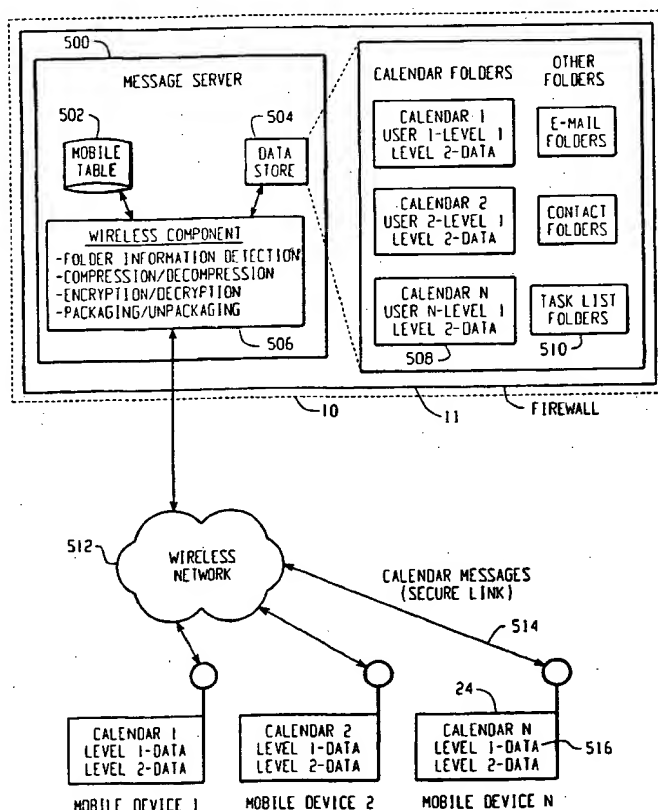 500
MESSAGE SERVER
502
MOBILE
TABLE
504
DATA
STORE
WIRELESS COMPONENT
-FOLDER INFORMATION DETECTION
-COMPRESSION/DECOMPRESSION
-ENCRYPTION/DECRYPTION
-PACKAGING/UNPACKAGING
506
CALENDAR FOLDERS
OTHER
FOLDERS
CALENDAR 1
USER 1-LEVEL 1
LEVEL 2-DATA
E-MAIL
FOLDERS
CALENDAR 2
USER 2-LEVEL 1
LEVEL 2-DATA
CONTACT
FOLDERS
CALENDAR N
USER N-LEVEL 1
LEVEL 2-DATA
TASK LIST
FOLDERS
508
510
10
11
FIREWALL
512
WIRELESS
NETWORK
CALENDAR MESSAGES
(SECURE LINK)
514
24
CALENDAR 1
LEVEL 1-DATA
LEVEL 2-DATA
CALENDAR 2
LEVEL 1-DATA
LEVEL 2-DATA
CALENDAR N
LEVEL 1-DATA
LEVEL 2-DATA
516
MOBILE DEVICE 1
MOBILE DEVICE 2
MOBILE DEVICE N